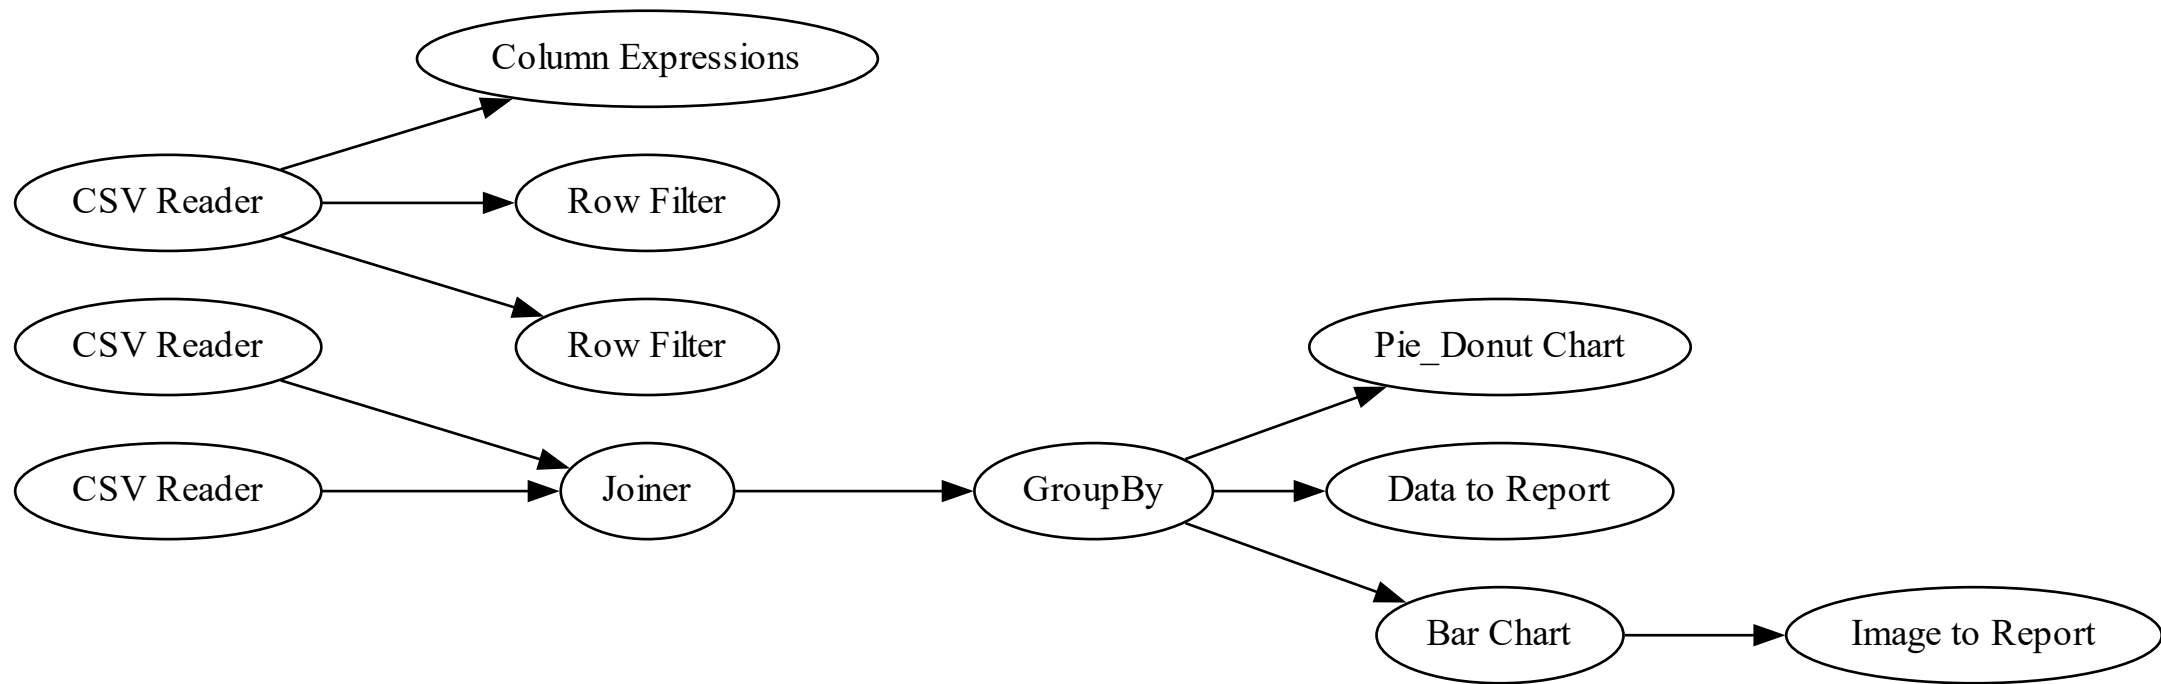 Column Expressions
CSV Reader
Row Filter
CSV Reader
Row Filter
Pie_Donut Chart
CSV Reader
Joiner
GroupBy
Data to Report
Bar Chart
Image to Report